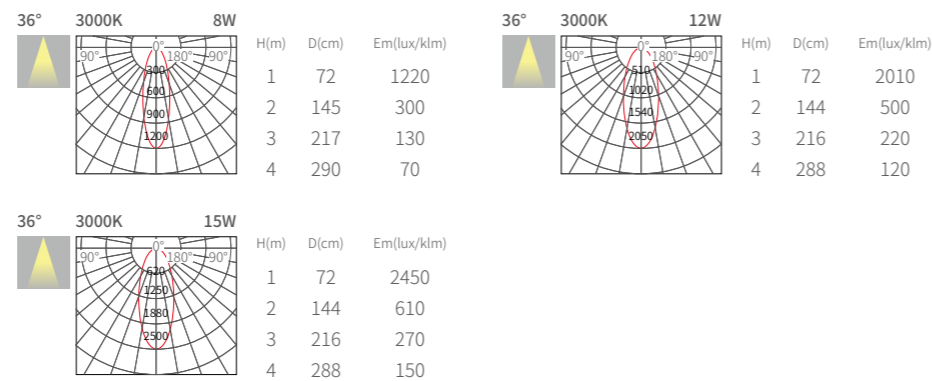 36° 3000K 8W
-90° 0° 180° -90°
300
600
900
1200
H(m) D(cm) Em(lux/klm)
1 72 1220
2 145 300
3 217 130
4 290 70
36° 3000K 12W
-90° 0° 180° -90°
510
1020
1540
2050
H(m) D(cm) Em(lux/klm)
1 72 2010
2 144 500
3 216 220
4 288 120
36° 3000K 15W
-90° 0° 180° -90°
620
1250
1880
2500
H(m) D(cm) Em(lux/klm)
1 72 2450
2 144 610
3 216 270
4 288 150